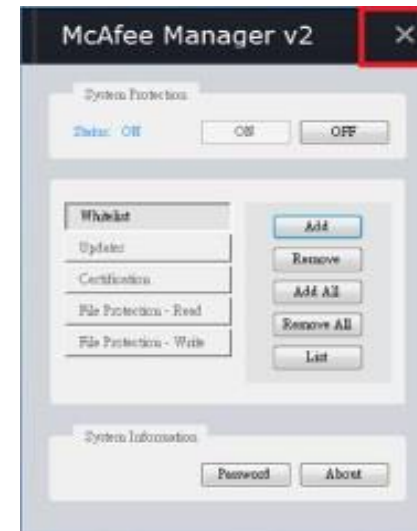 McAfee Manager v2 ×
System Protection
Status: ON ON OFF
Whitelist
Updater
Certification
File Protection - Read
File Protection - Write
Add
Remove
Add All
Remove All
List
System Information
Password About